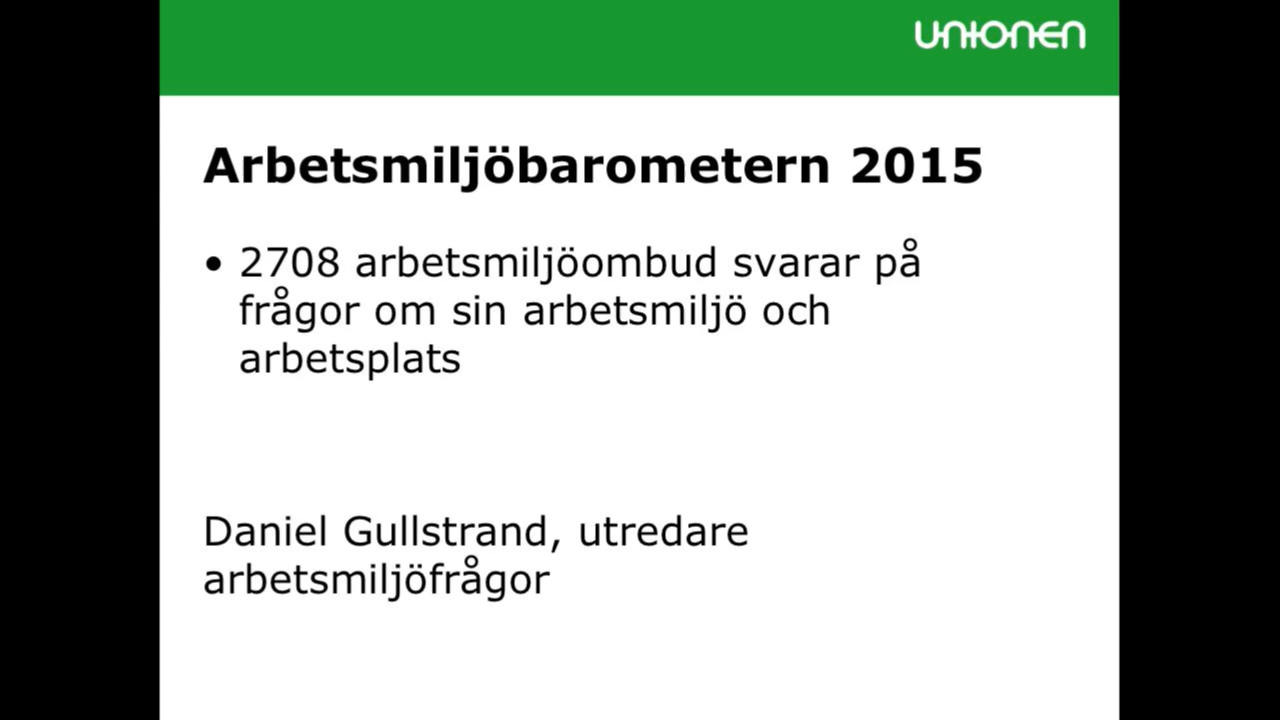 UNIONEN
Arbetsmiljöbarometern 2015
• 2708 arbetsmiljöombud svarar på
frågor om sin arbetsmiljö och
arbetsplats
Daniel Gullstrand, utredare
arbetsmiljöfrågor